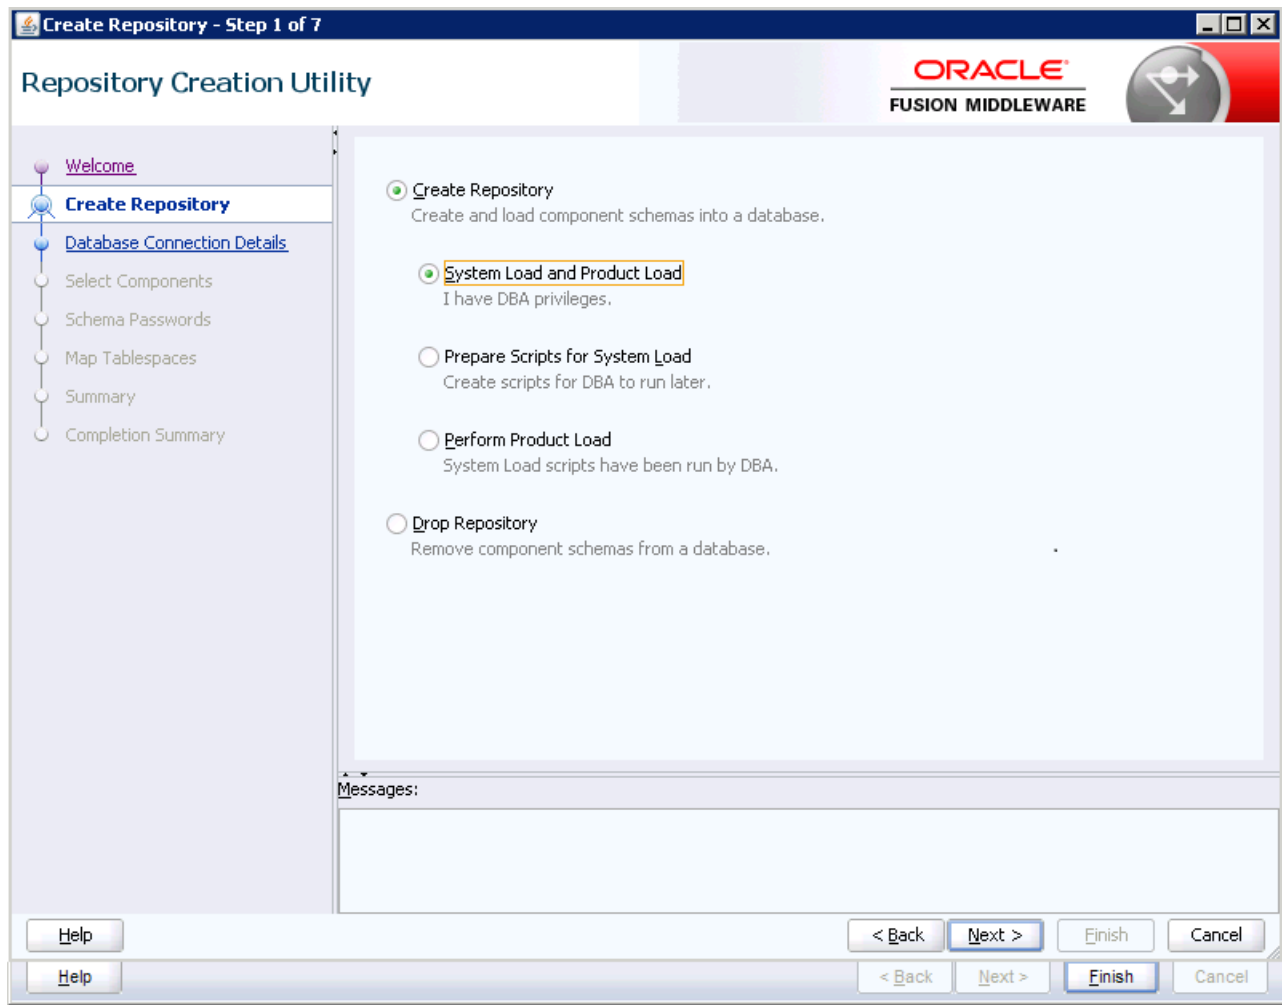 Create Repository - Step 1 of 7
Repository Creation Utility
ORACLE
FUSION MIDDLEWARE
Welcome
Create Repository
Database Connection Details
Select Components
Schema Passwords
Map Tablespaces
Summary
Completion Summary
Create Repository
Create and load component schemas into a database.
System Load and Product Load
I have DBA privileges.
Prepare Scripts for System Load
Create scripts for DBA to run later.
Perform Product Load
System Load scripts have been run by DBA.
Drop Repository
Remove component schemas from a database.
Messages:
Help < Back Next > Finish Cancel
Help < Back Next > Finish Cancel